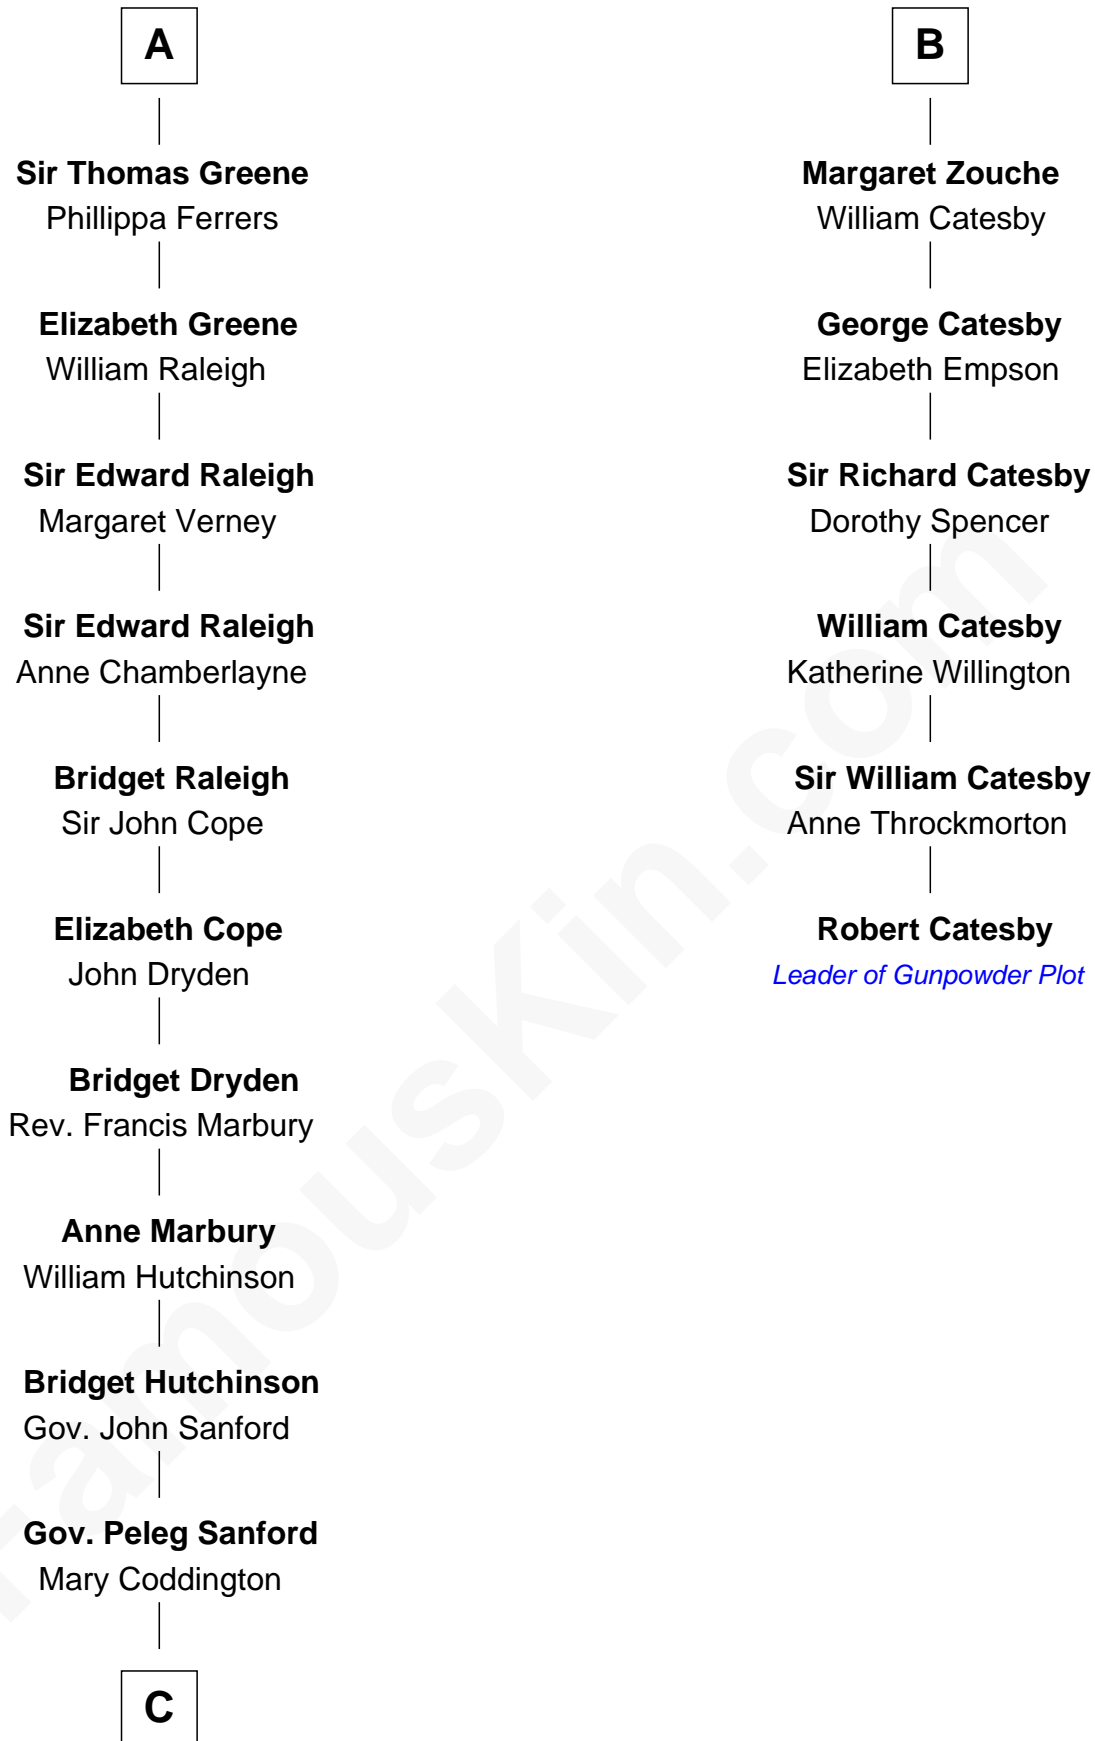 A
Sir Thomas Greene
Phillippa Ferrers
Elizabeth Greene
William Raleigh
Sir Edward Raleigh
Margaret Verney
Sir Edward Raleigh
Anne Chamberlayne
Bridget Raleigh
Sir John Cope
Elizabeth Cope
John Dryden
Bridget Dryden
Rev. Francis Marbury
Anne Marbury
William Hutchinson
Bridget Hutchinson
Gov. John Sanford
Gov. Peleg Sanford
Mary Coddington
C
B
Margaret Zouche
William Catesby
George Catesby
Elizabeth Empson
Sir Richard Catesby
Dorothy Spencer
William Catesby
Katherine Willington
Sir William Catesby
Anne Throckmorton
Robert Catesby
Leader of Gunpowder Plot
FamousKin.com